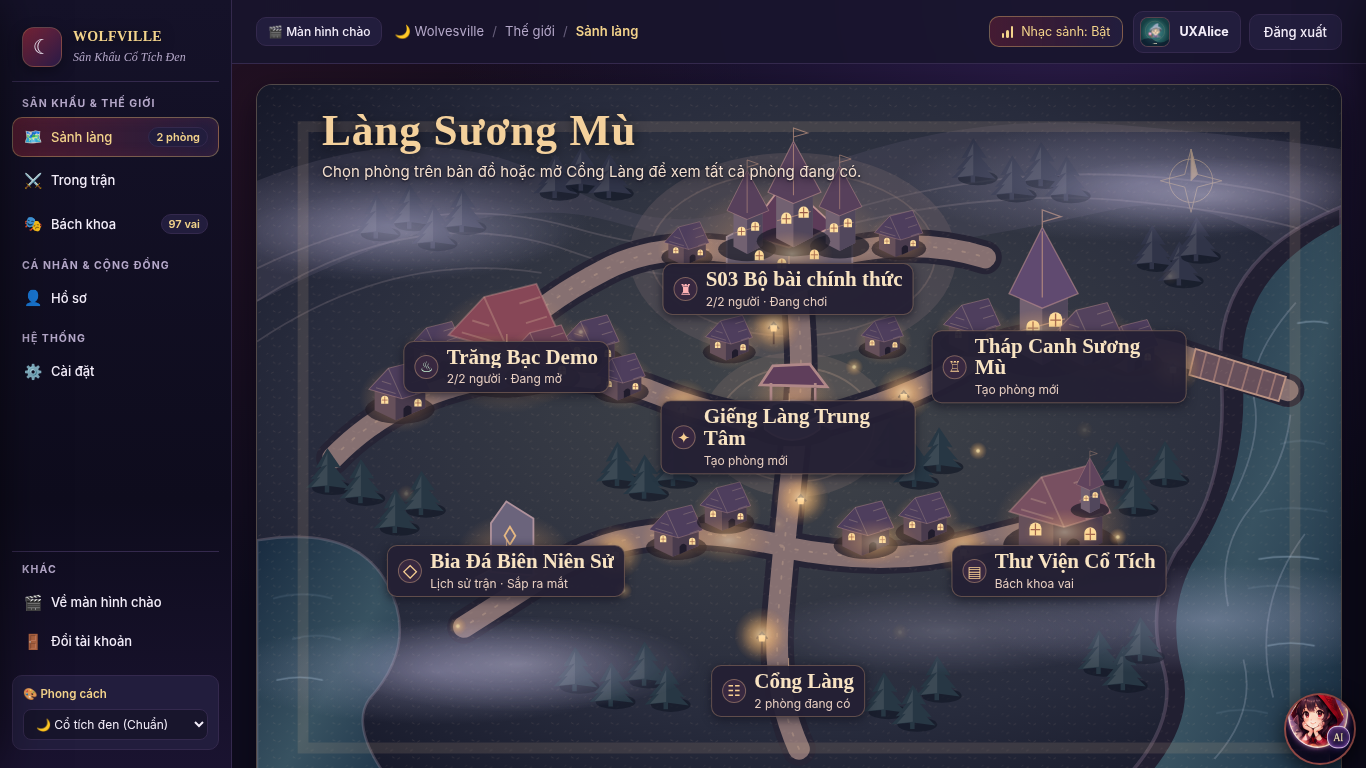 WOLFVILLE
Sân Khấu Cổ Tích Đen
SÂN KHẤU & THẾ GIỚI
Sảnh làng
2 phòng
Trong trận
Bách khoa
97 vai
CÁ NHÂN & CỘNG ĐỒNG
Hồ sơ
HỆ THỐNG
Cài đặt
KHÁC
Về màn hình chào
Đổi tài khoản
Phong cách
Cổ tích đen (Chuẩn)
Màn hình chào
Wolvesville / Thế giới / Sảnh làng
Nhạc sảnh: Bật
UXAlice
Đăng xuất
Làng Sương Mù
Chọn phòng trên bản đồ hoặc mở Cổng Làng để xem tất cả phòng đang có.
S03 Bộ bài chính thức
2/2 người · Đang chơi
Trăng Bạc Demo
2/2 người · Đang mở
Tháp Canh Sương
Mù
Tạo phòng mới
Giếng Làng Trung
Tâm
Tạo phòng mới
Bia Đá Biên Niên Sử
Lịch sử trận · Sắp ra mắt
Thư Viện Cổ Tích
Bách khoa vai
Cổng Làng
2 phòng đang có
AI